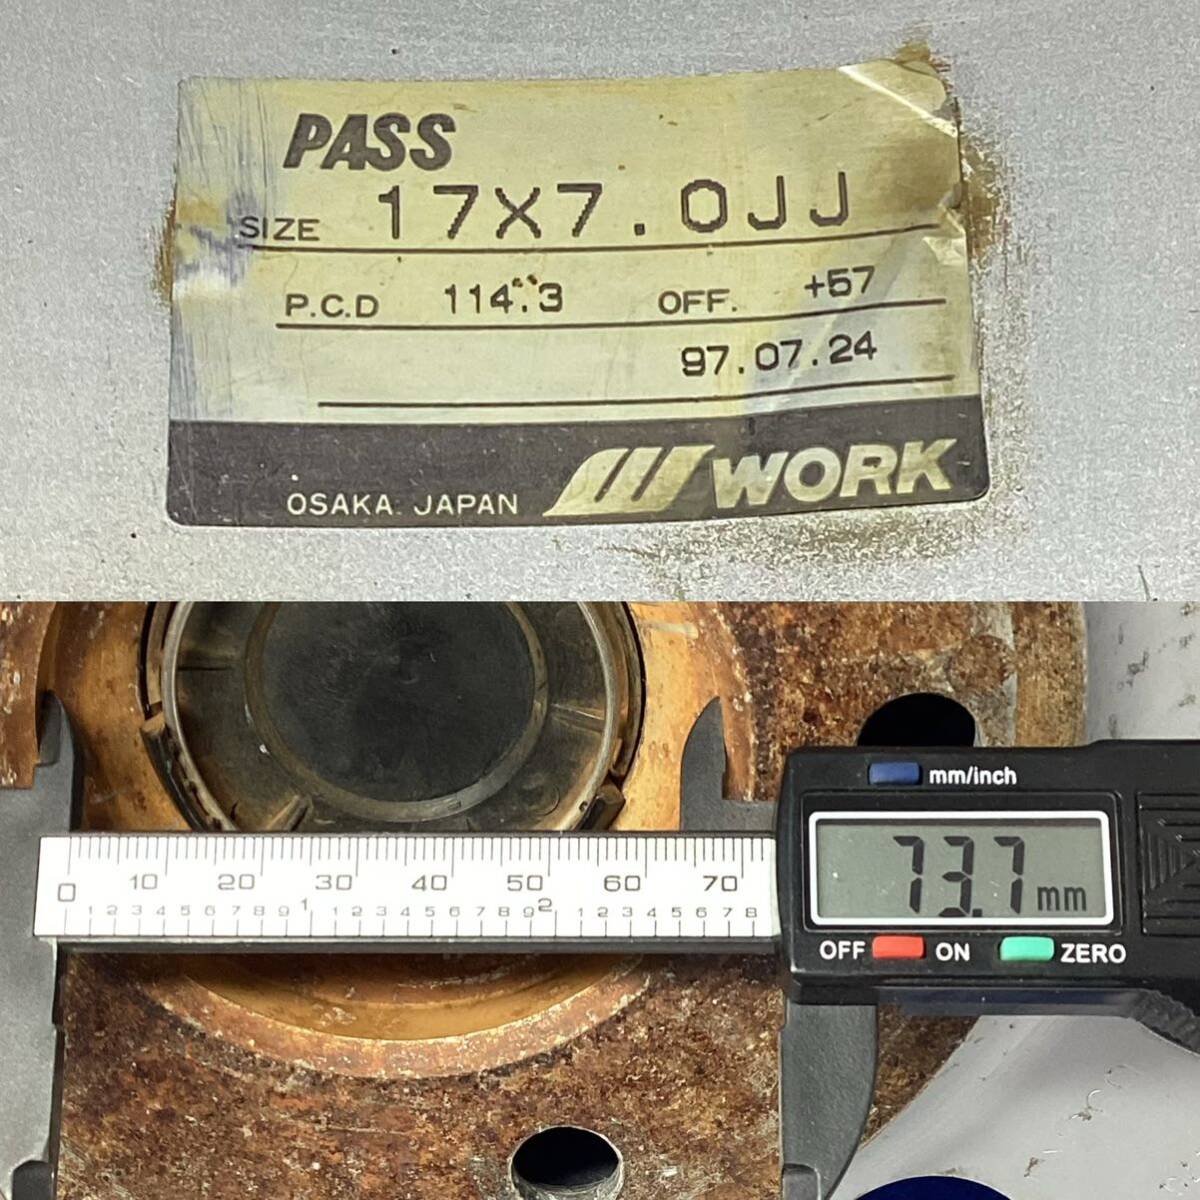 PASS
SIZE 17X7.0JJ
P.C.D 114.3 OFF. +57
97.07.24
OSAKA. JAPAN WORK
mm/inch
73.7 mm
OFF ON ZERO
0 10 20 30 40 50 60 70
1 2 3 4 5 6 7 8 9 1 1 2 3 4 5 6 7 8 9 2 1 2 3 4 5 6 7 8